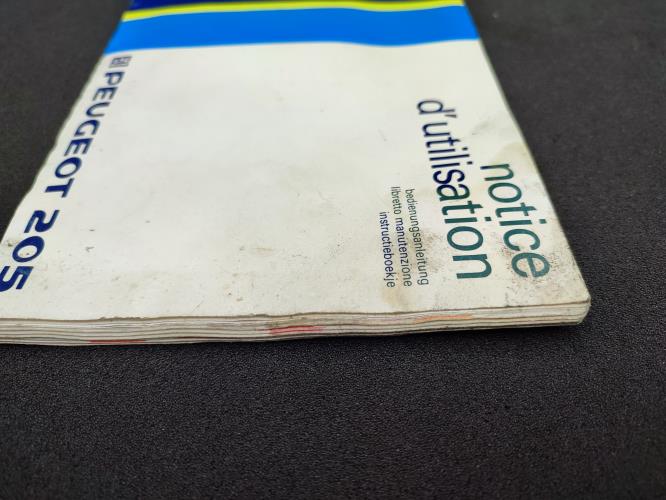 PEUGEOT 205
notice
d'utilisation
bedienungsanleitung
libretto manutenzione
instructieboekje